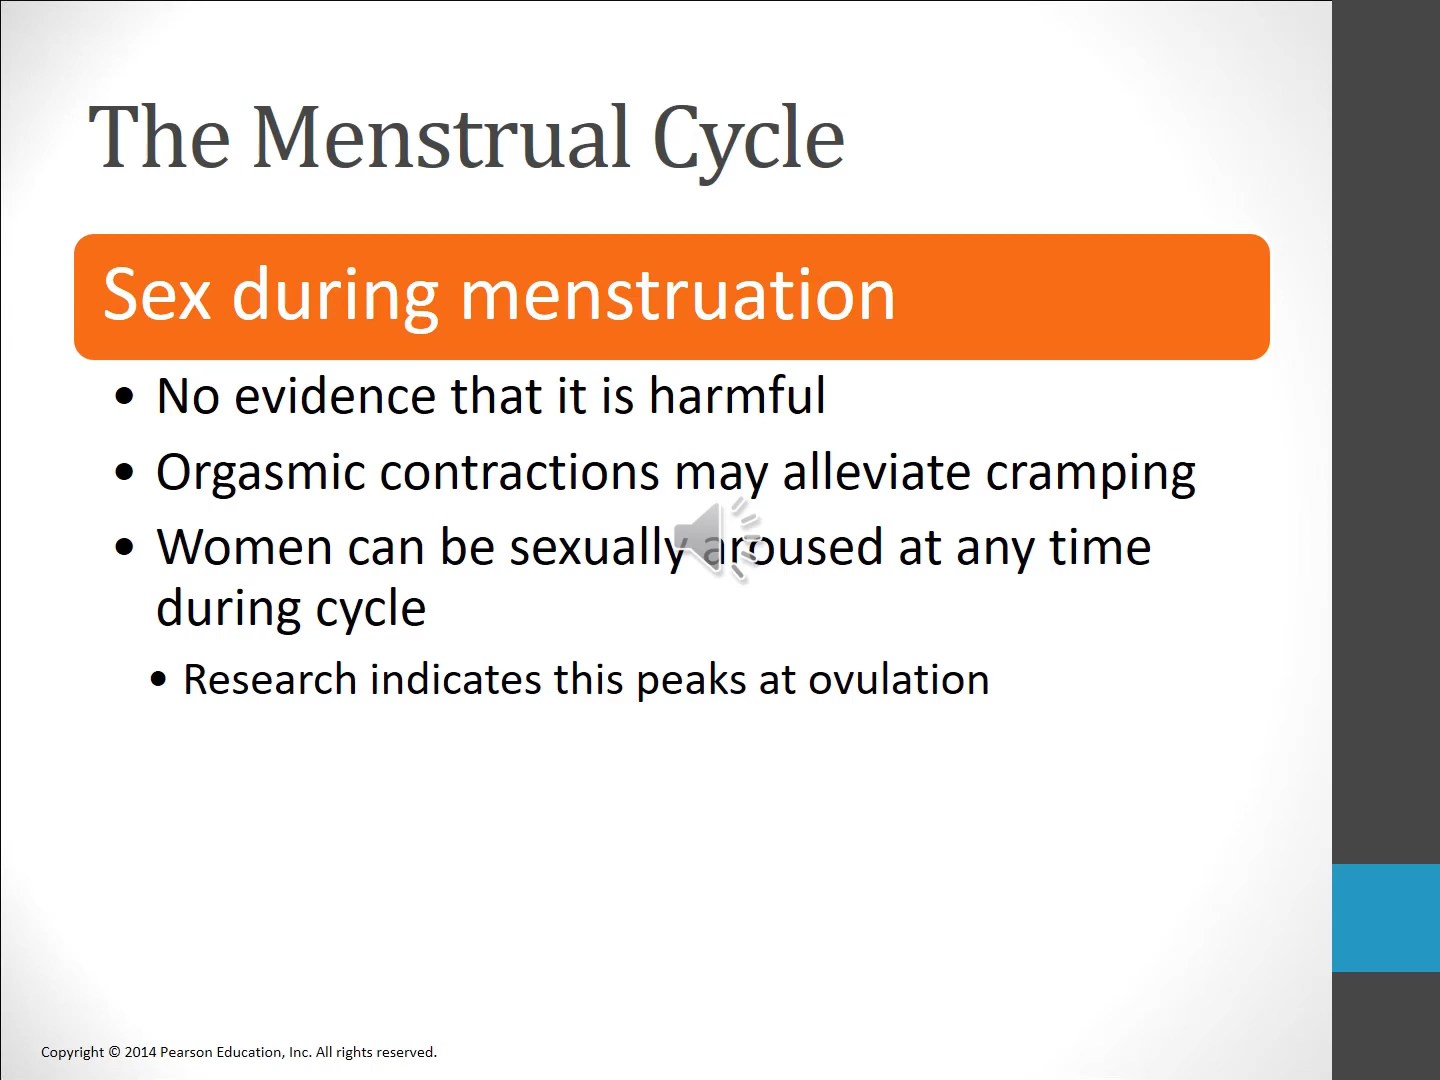 The Menstrual Cycle
Sex during menstruation
• No evidence that it is harmful
• Orgasmic contractions may alleviate cramping
• Women can be sexually aroused at any time
during cycle
• Research indicates this peaks at ovulation
Copyright © 2014 Pearson Education, Inc. All rights reserved.